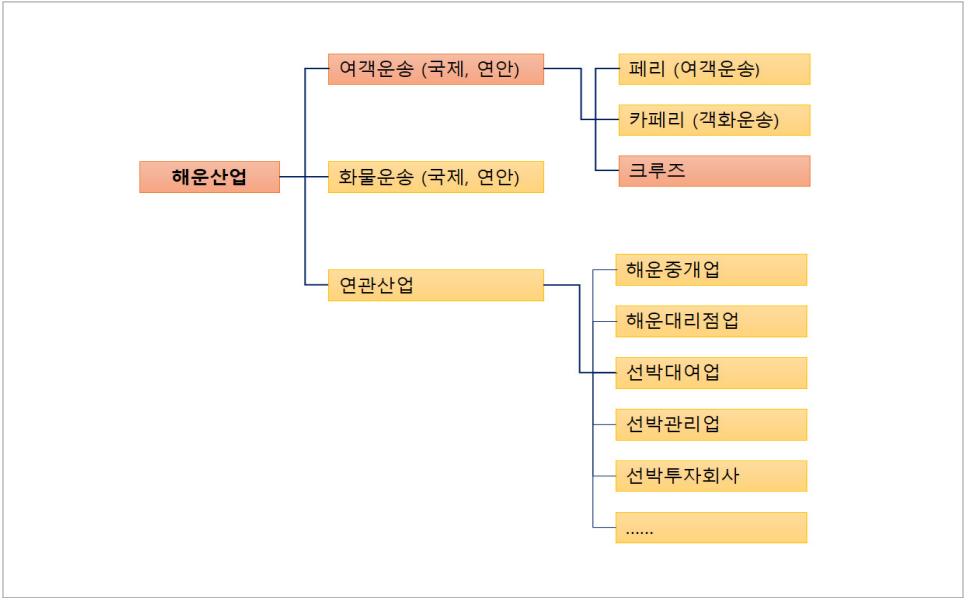 해운산업
여객운송 (국제, 연안)
페리 (여객운송)
카페리 (객화운송)
크루즈
화물운송 (국제, 연안)
연관산업
해운중개업
해운대리점업
선박대여업
선박관리업
선박투자회사
......